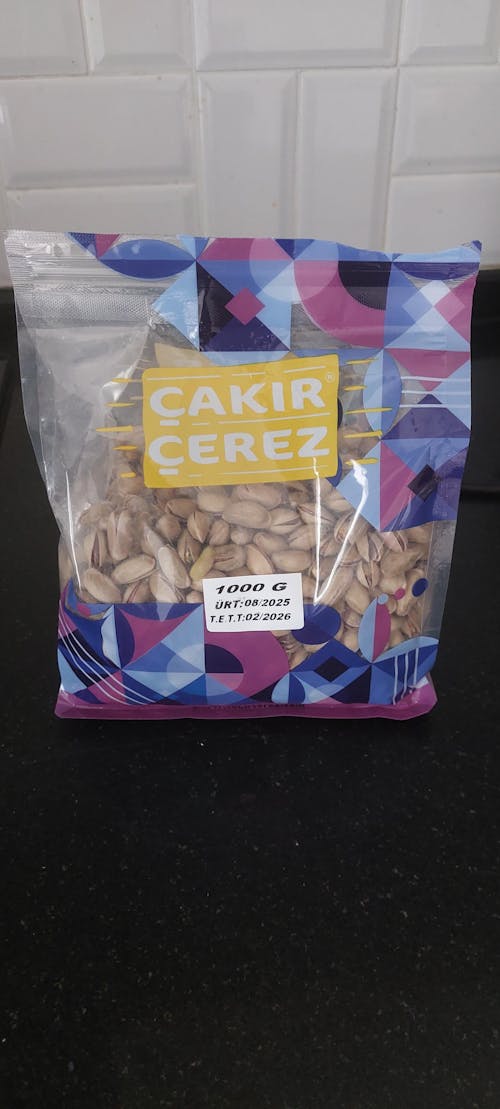 ÇAKIR®
ÇEREZ
1000 G
ÜRT:08/2025
T.E.T.T:02/2026